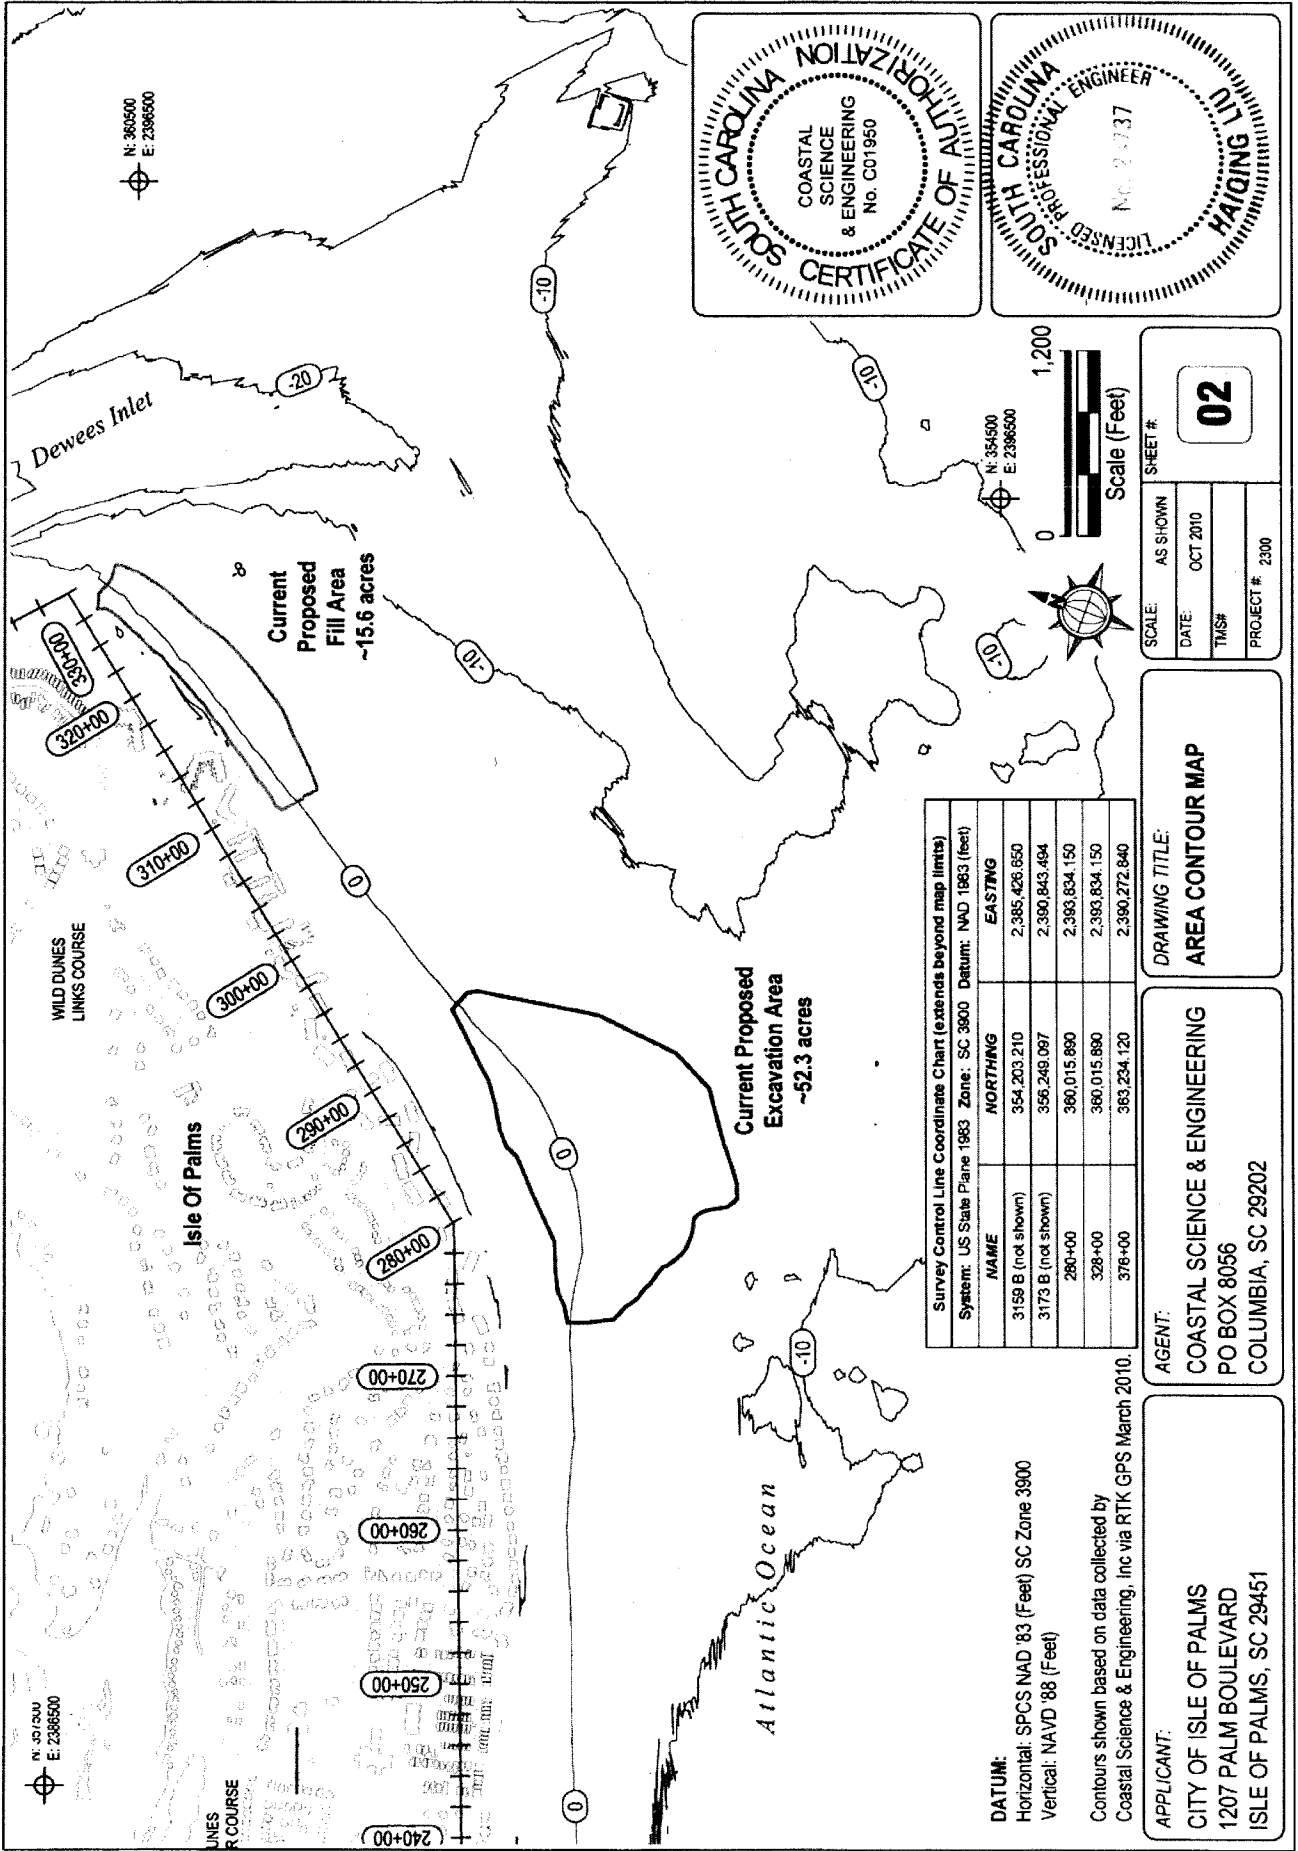 N: 360500
E: 2396500
E: 2386500
UNES
R COURSE
WILD DUNES
LINKS COURSE
Isle Of Palms
Dewees Inlet
240+00
250+00
260+00
270+00
280+00
290+00
300+00
310+00
320+00
330+00
0
0
0
-20
-10
-10
-10
-10
-10
Current
Proposed
Fill Area
~15.6 acres
Current Proposed
Excavation Area
~52.3 acres
Atlantic Ocean
N: 354500
E: 2396500
0
1,200
Scale (Feet)
N
SOUTH CAROLINA
CERTIFICATE OF AUTHORIZATION
COASTAL
SCIENCE
& ENGINEERING
No. C01950
SOUTH CAROLINA
LICENSED PROFESSIONAL ENGINEER
HAIQING LIU
DATUM:
Horizontal: SPCS NAD '83 (Feet) SC Zone 3900
Vertical: NAVD '88 (Feet)
Contours shown based on data collected by
Coastal Science & Engineering, Inc via RTK GPS March 2010.
Survey Control Line Coordinate Chart (extends beyond map limits)
System: US State Plane 1983 Zone: SC 3900 Datum: NAD 1983 (feet)
NAME NORTHING EASTING
3159 B (not shown) 354,203.210 2,385,426.650
3173 B (not shown) 356,249.097 2,390,843.494
280+00 360,015.890 2,393,834.150
328+00 360,015.890 2,393,834.150
376+00 363,234.120 2,390,272.840
APPLICANT:
CITY OF ISLE OF PALMS
1207 PALM BOULEVARD
ISLE OF PALMS, SC 29451
AGENT:
COASTAL SCIENCE & ENGINEERING
PO BOX 8056
COLUMBIA, SC 29202
DRAWING TITLE:
AREA CONTOUR MAP
SCALE: AS SHOWN
DATE: OCT 2010
TMS#
PROJECT #: 2300
SHEET #:
02